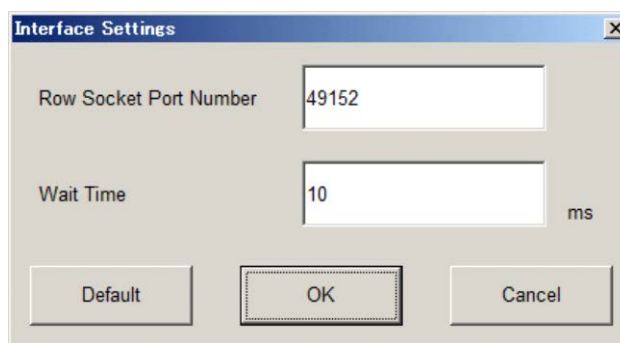 Interface Settings
Row Socket Port Number
49152
Wait Time
10
ms
Default
OK
Cancel